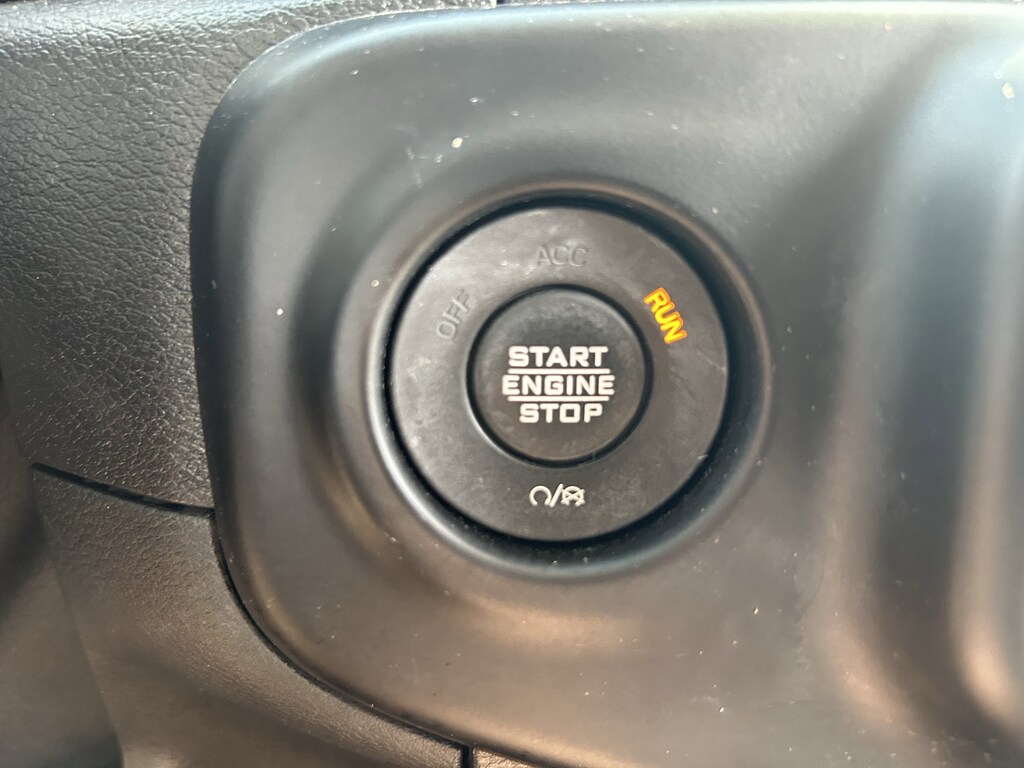 ACC
OFF
RUN
START
ENGINE
STOP